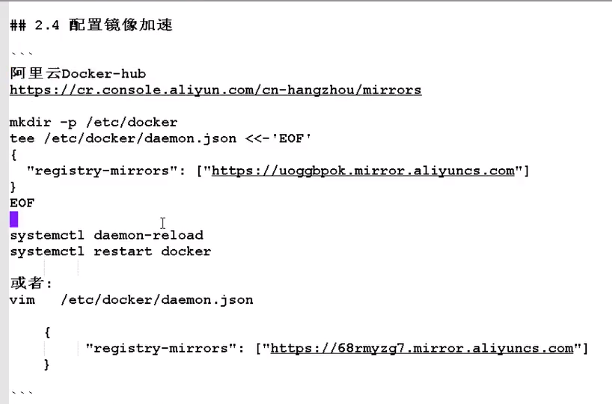 ## 2.4 配置镜像加速
```
阿里云Docker-hub
https://cr.console.aliyun.com/cn-hangzhou/mirrors
mkdir -p /etc/docker
tee /etc/docker/daemon.json <<-'EOF'
{
"registry-mirrors": ["https://uoggbpok.mirror.aliyuncs.com"]
}
EOF
systemctl daemon-reload
systemctl restart docker
或者:
vim /etc/docker/daemon.json
{
"registry-mirrors": ["https://68rmyzg7.mirror.aliyuncs.com"]
}
```